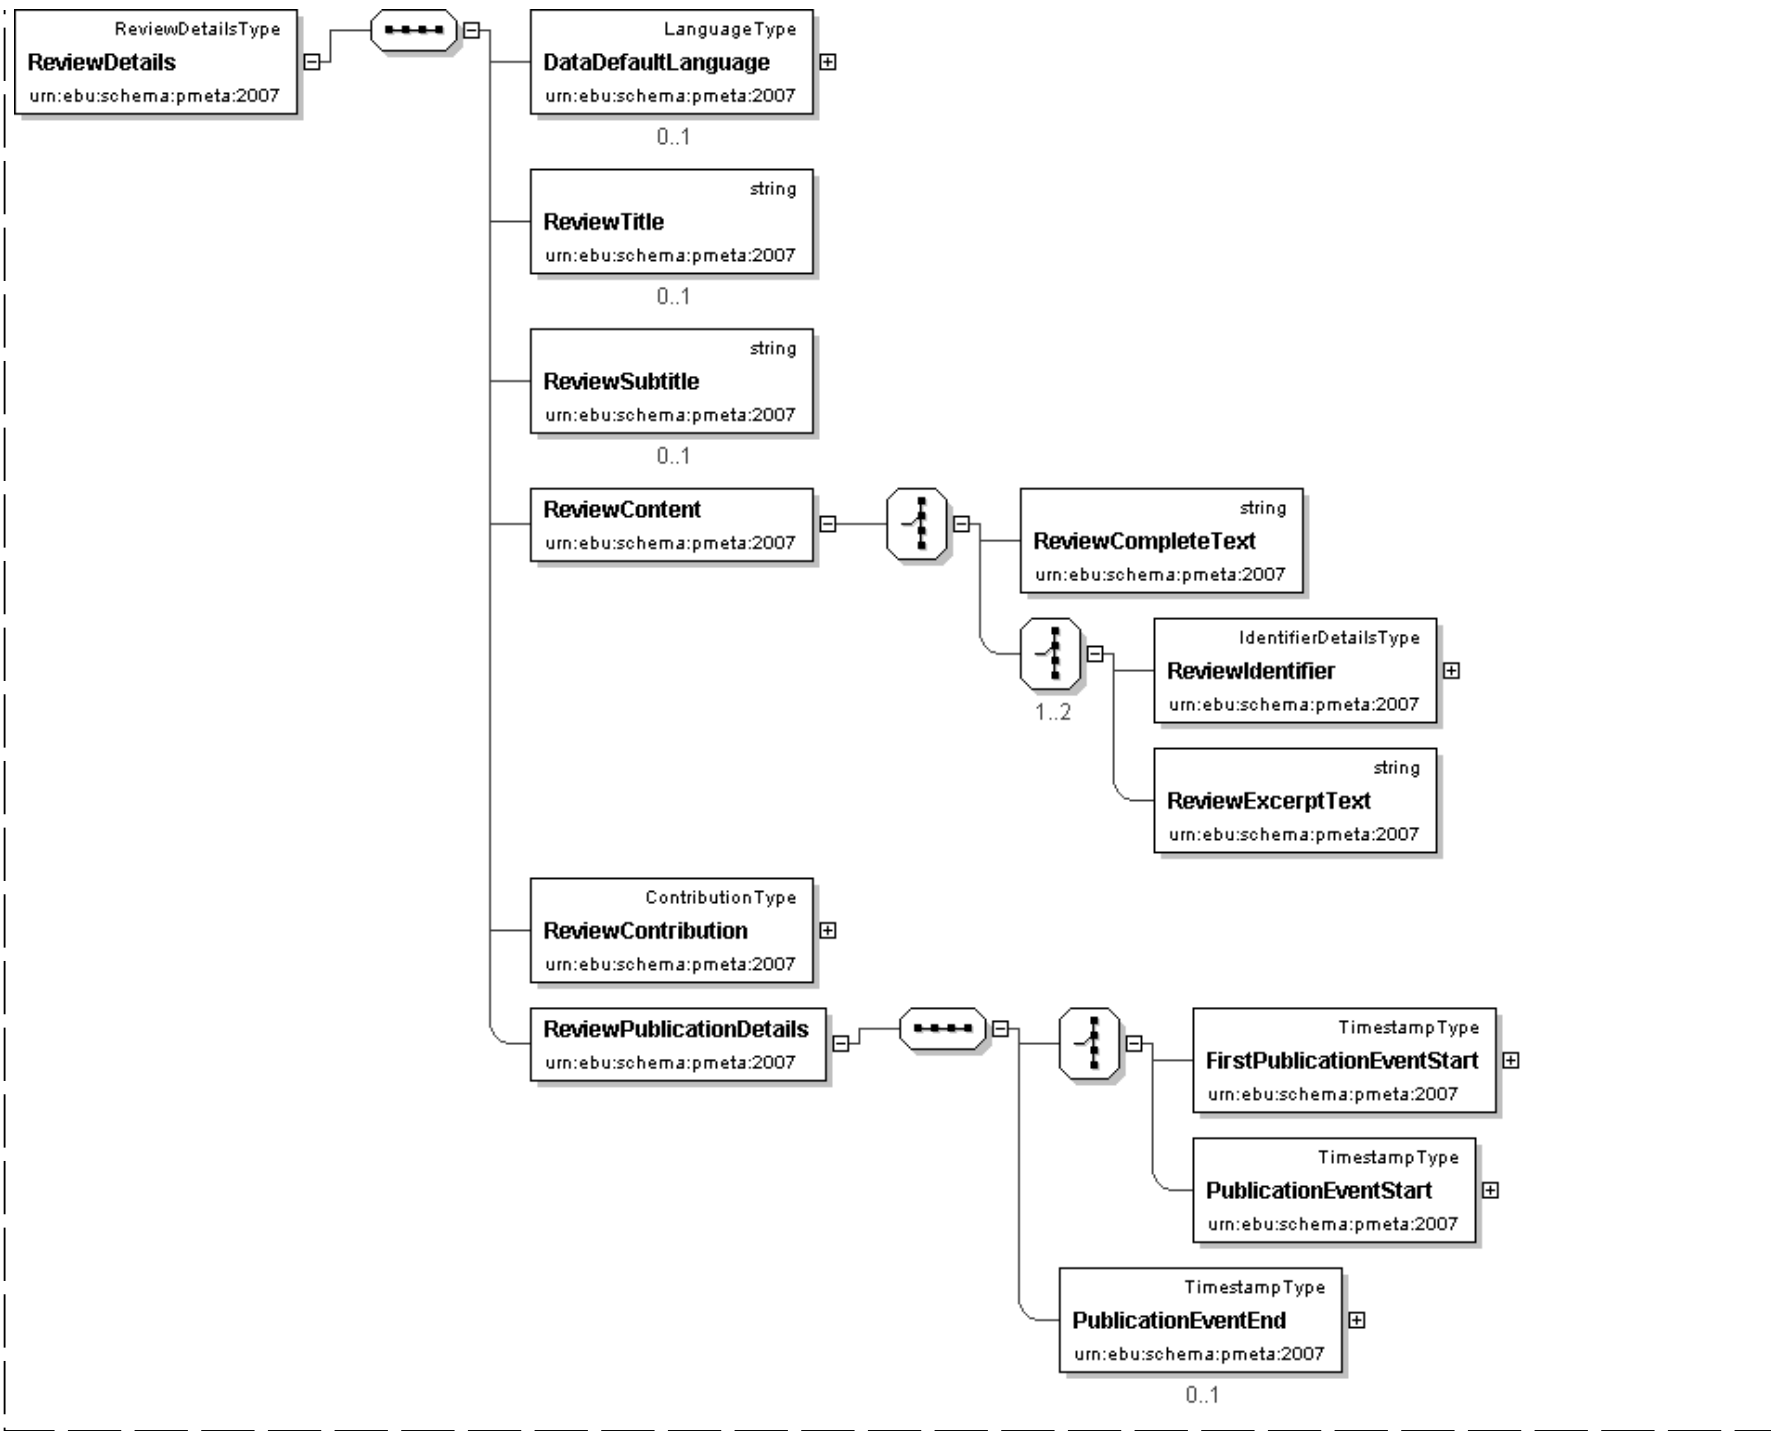 ReviewDetailsType
ReviewDetails
urn:ebu:schema:pmeta:2007
LanguageType
DataDefaultLanguage
urn:ebu:schema:pmeta:2007
0..1
string
ReviewTitle
urn:ebu:schema:pmeta:2007
0..1
string
ReviewSubtitle
urn:ebu:schema:pmeta:2007
0..1
ReviewContent
urn:ebu:schema:pmeta:2007
string
ReviewCompleteText
urn:ebu:schema:pmeta:2007
1..2
IdentifierDetailsType
ReviewIdentifier
urn:ebu:schema:pmeta:2007
string
ReviewExcerptText
urn:ebu:schema:pmeta:2007
ContributionType
ReviewContribution
urn:ebu:schema:pmeta:2007
ReviewPublicationDetails
urn:ebu:schema:pmeta:2007
TimestampType
FirstPublicationEventStart
urn:ebu:schema:pmeta:2007
TimestampType
PublicationEventStart
urn:ebu:schema:pmeta:2007
TimestampType
PublicationEventEnd
urn:ebu:schema:pmeta:2007
0..1